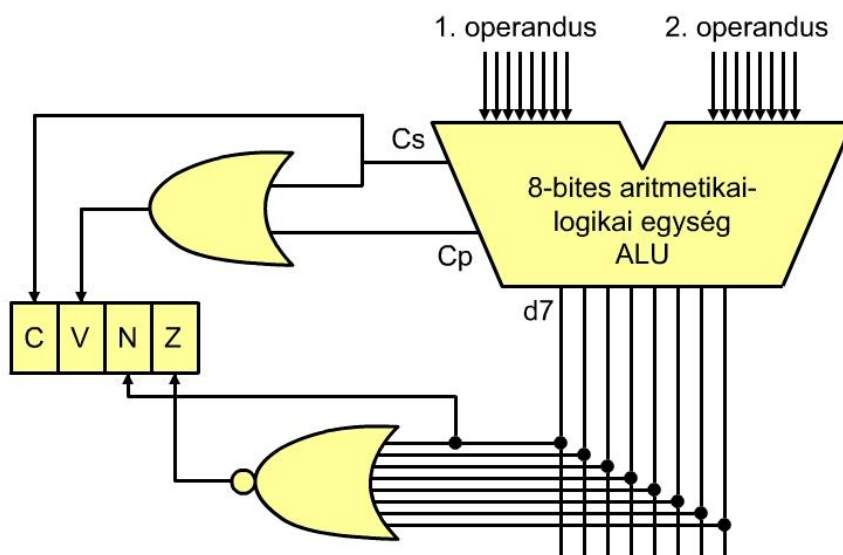 1. operandus
2. operandus
Cs
8-bites aritmetikai-
logikai egység
ALU
Cp
d7
C V N Z